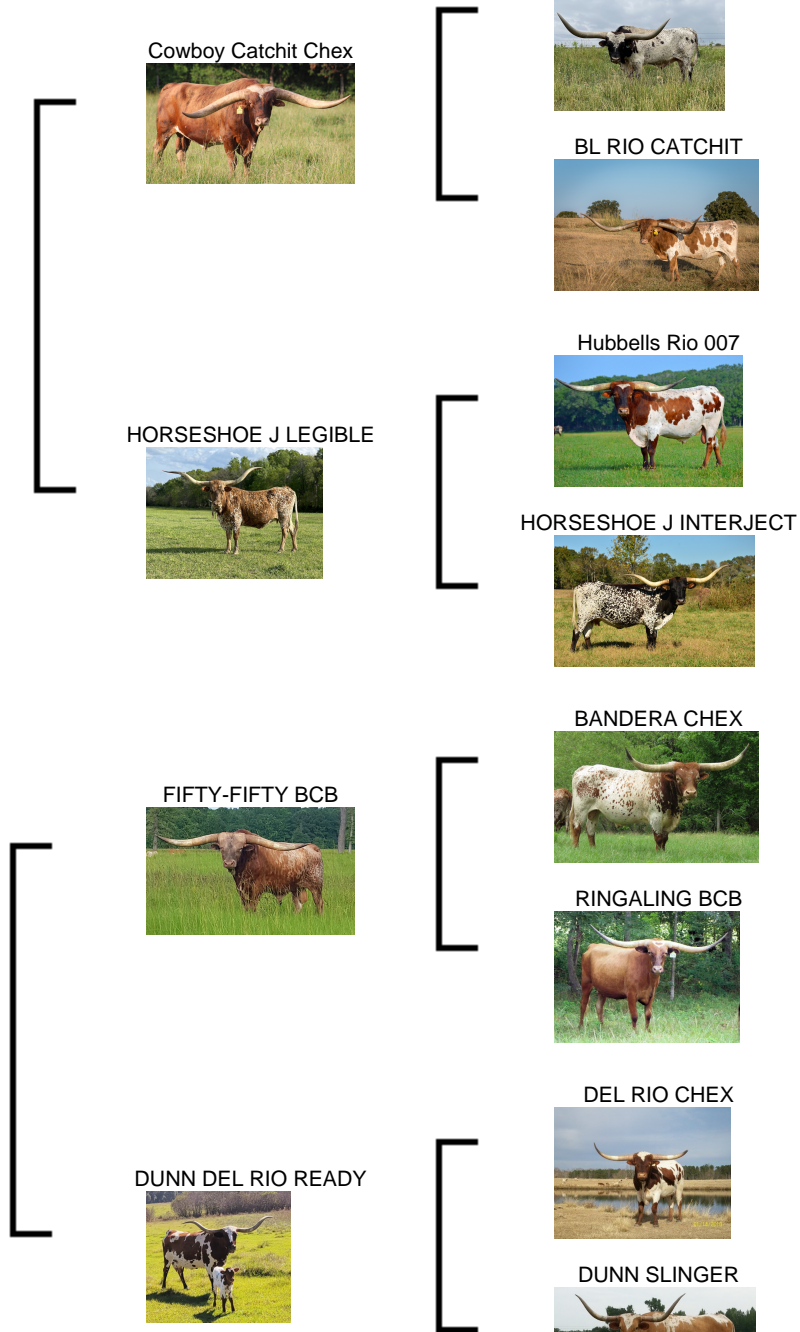 Cowboy Catchit Chex
BL RIO CATCHIT
Hubbells Rio 007
HORSESHOE J LEGIBLE
HORSESHOE J INTERJECT
BANDERA CHEX
FIFTY-FIFTY BCB
RINGALING BCB
DEL RIO CHEX
DUNN DEL RIO READY
DUNN SLINGER